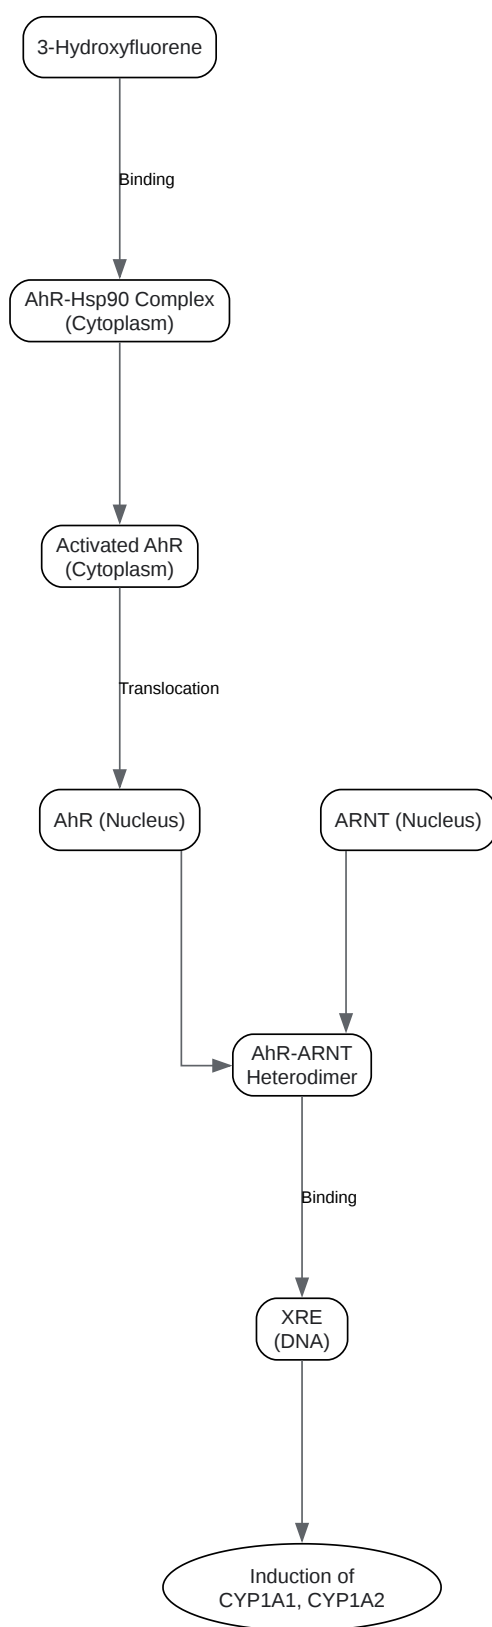 3-Hydroxyfluorene
Binding
AhR-Hsp90 Complex
(Cytoplasm)
Activated AhR
(Cytoplasm)
Translocation
AhR (Nucleus)
ARNT (Nucleus)
AhR-ARNT
Heterodimer
Binding
XRE
(DNA)
Induction of
CYP1A1, CYP1A2